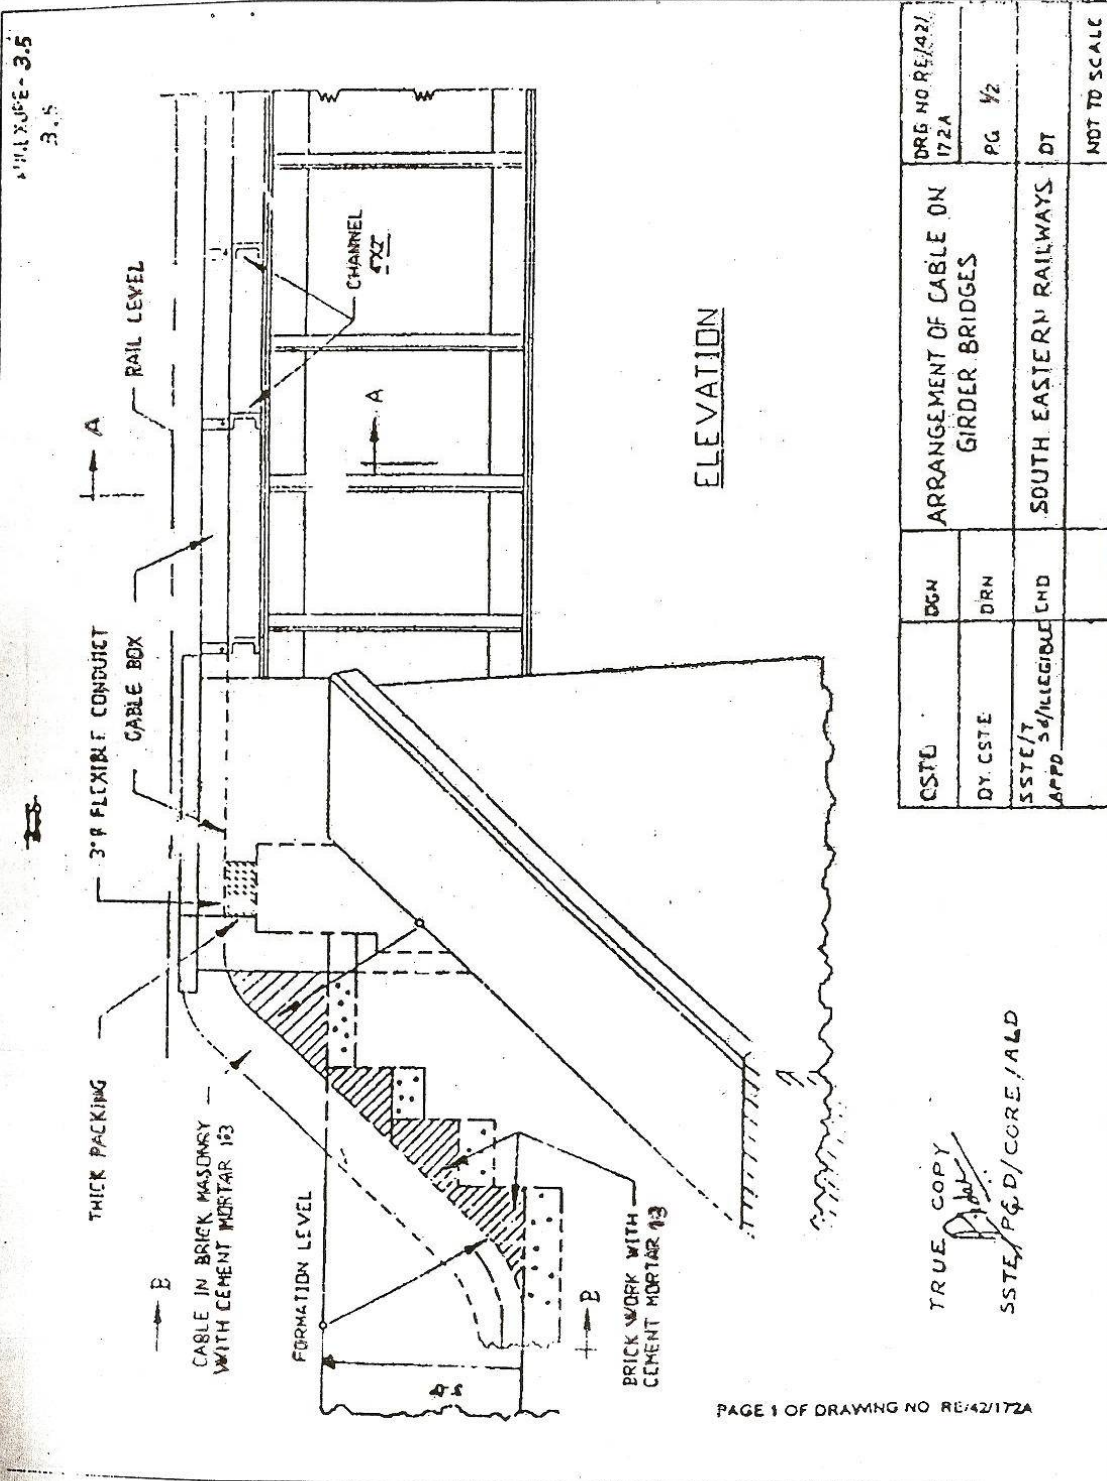 3.5
3.5
RAIL LEVEL
A
3" FLEXIBLE CONDUIET
CABLE BOX
THICK PACKING
B
CABLE IN BRICK MASONRY
WITH CEMENT MORTAR 1:3
CHANNEL
A
FORMATION LEVEL
B
BRICK WORK WITH
CEMENT MORTAR 1:3
ELEVATION
TRUE COPY
SSTE/P&D/CORE/ALD
CSTE
DGN
ARRANGEMENT OF CABLE ON
GIRDER BRIDGES
DRG NO RE/42/
172A
DY. CSTE
DRN
PG 1/2
SSTE/T
APPD
Sd/ILLEGIBLE
CHD
SOUTH EASTERN RAILWAYS
DT
NOT TO SCALE
PAGE 1 OF DRAWING NO RE/42/172A